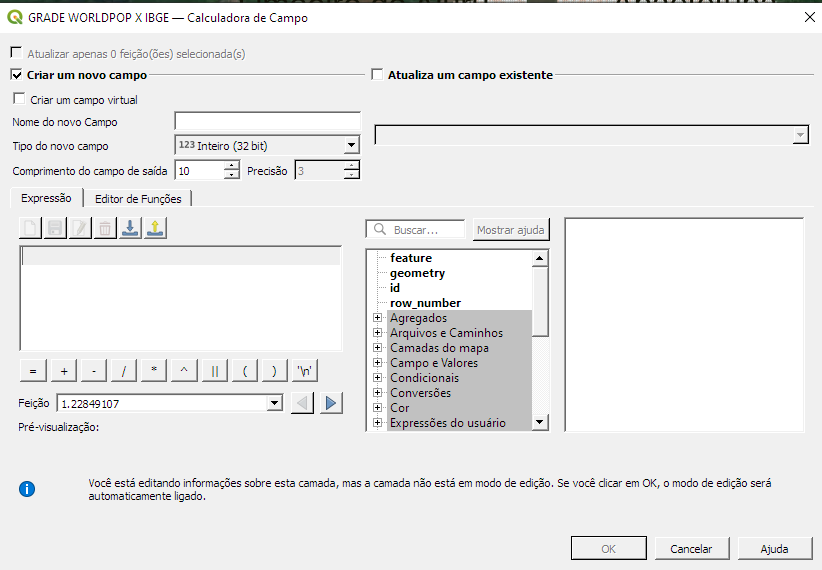 GRADE WORLDPOP X IBGE — Calculadora de Campo
Atualizar apenas 0 feição(ões) selecionada(s)
Criar um novo campo
Atualiza um campo existente
Criar um campo virtual
Nome do novo Campo
Tipo do novo campo
123 Inteiro (32 bit)
Comprimento do campo de saída
10
Precisão
3
Expressão
Editor de Funções
Buscar...
Mostrar ajuda
feature
geometry
id
row_number
Agregados
Arquivos e Caminhos
Camadas do mapa
Campo e Valores
Condicionais
Conversões
Cor
Expressões do usuário
= + - / * ^ || ( ) '\n'
Feição
1.22849107
Pré-visualização:
Você está editando informações sobre esta camada, mas a camada não está em modo de edição. Se você clicar em OK, o modo de edição será
automaticamente ligado.
OK
Cancelar
Ajuda